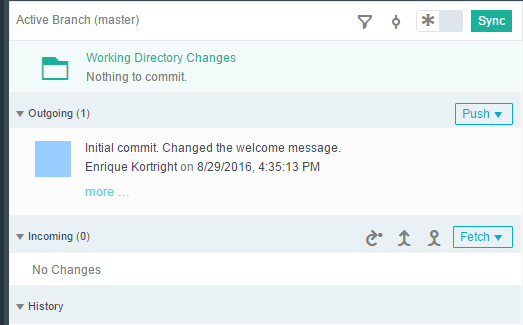 Active Branch (master)
Sync
Working Directory Changes
Nothing to commit.
Outgoing (1)
Push
Initial commit. Changed the welcome message.
Enrique Kortright on 8/29/2016, 4:35:13 PM
more ...
Incoming (0)
Fetch
No Changes
History